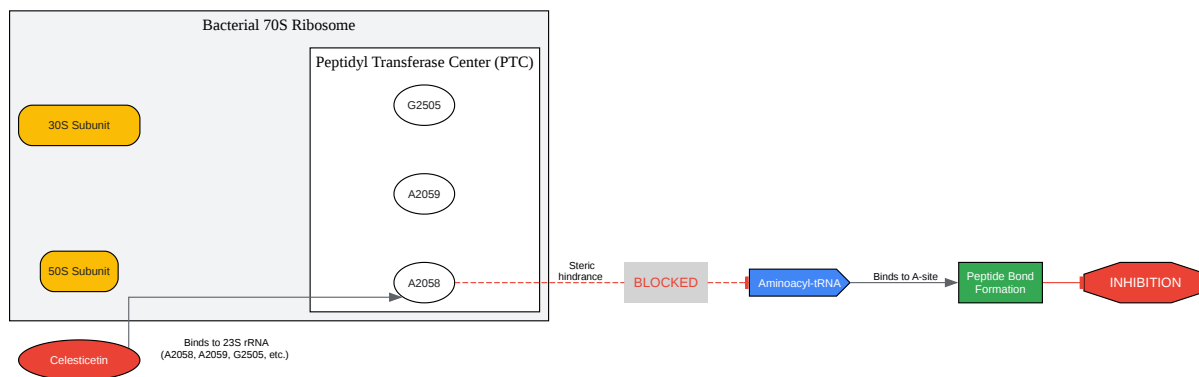 Bacterial 70S Ribosome
Peptidyl Transferase Center (PTC)
G2505
30S Subunit
A2059
50S Subunit
A2058
Steric
hindrance
BLOCKED
Aminoacyl-tRNA
Binds to A-site
Peptide Bond
Formation
INHIBITION
Celesticetin
Binds to 23S rRNA
(A2058, A2059, G2505, etc.)